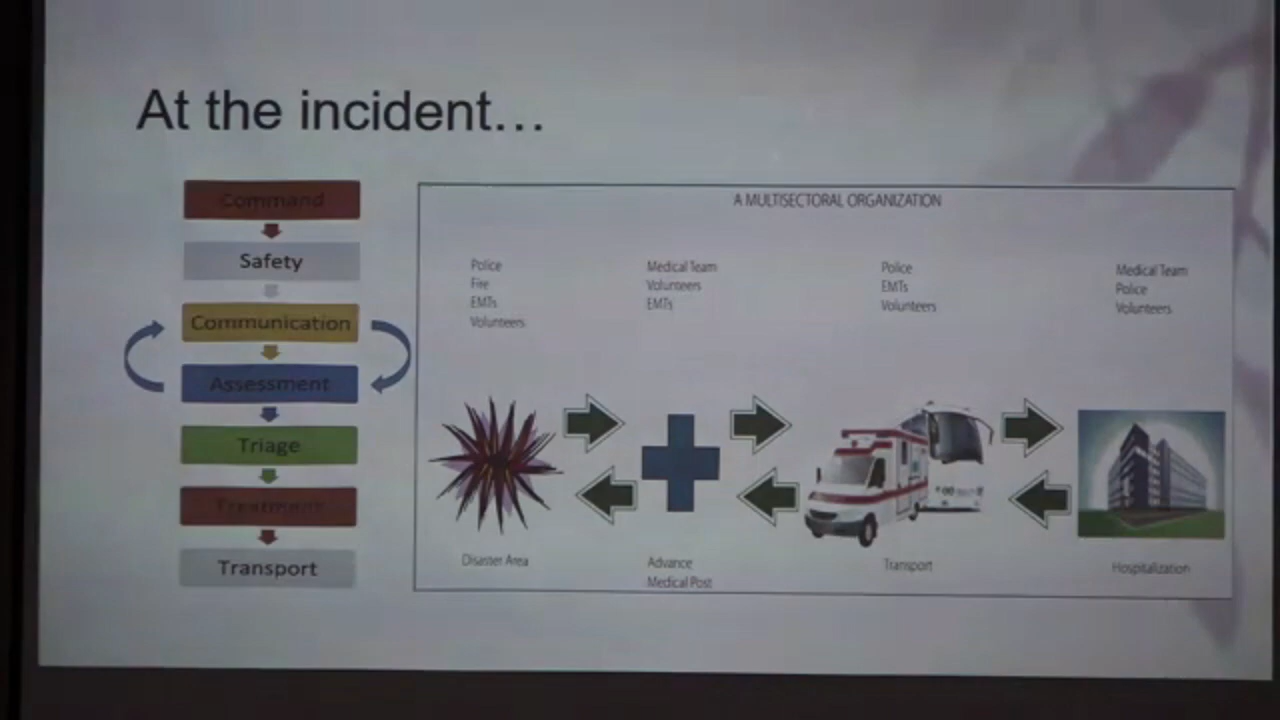 At the incident...
Command
Safety
Communication
Assessment
Triage
Treatment
Transport
A MULTISECTORAL ORGANIZATION
Police
Fire
EMTs
Volunteers
Medical Team
Volunteers
EMTs
Police
EMTs
Volunteers
Medical Team
Police
Volunteers
Disaster Area
Advance
Medical Post
Transport
Hospitalization